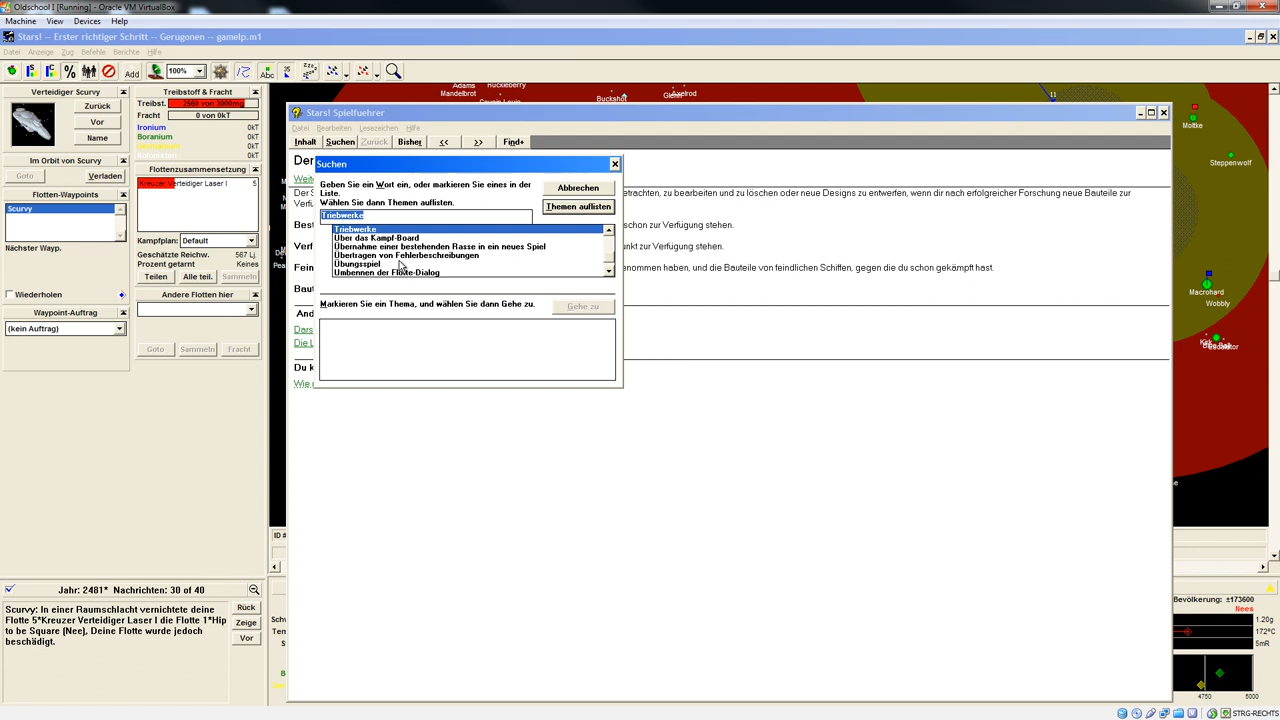 Oldschool I [Running] - Oracle VM VirtualBox
Machine View Devices Help
Stars! -- Erster richtiger Schritt -- Gerugonen -- gamelp.m1
Datei Anzeige Zug Befehle Berichte Hilfe
Add 100% Abc
Verteidiger Scurvy
Zurück
Vor
Name
Im Orbit von Scurvy
Goto Verladen
Flotten-Waypoints
Scurvy
Nächster Wayp.
Wiederholen
Waypoint-Auftrag
(kein Auftrag)
Treibstoff & Fracht
Treibst. 2560 von 3000mg
Fracht 0 von 0kT
Ironium 0kT
Boranium 0kT
0kT
0kT
Flottenzusammensetzung
Kreuzer Verteidiger Laser I 5
Kampfplan: Default
Geschätzte Reichw. 567 Lj.
Prozent getarnt Keines
Teilen Alle teil. Sammeln
Andere Flotten hier
Goto Sammeln Fracht
Jahr: 2481* Nachrichten: 30 of 40
Scurvy: In einer Raumschlacht vernichtete deine
Flotte 5*Kreuzer Verteidiger Laser I die Flotte 1*Hip
to be Square (Nee), Deine Flotte wurde jedoch
beschädigt.
Rück
Zeige
Vor
Adams
Mandelbrot
Huckleberry
Buckshot
Axelrod
11
Moltke
Steppenwolf
Macrohard
Wobbly
Stars! Spielfuehrer
Datei Bearbeiten Lesezeichen Hilfe
Inhalt Suchen Zurück Bisher << >> Find+
Der
etrachten, zu bearbeiten und zu löschen oder neue Designs zu entwerfen, wenn dir nach erfolgreicher Forschung neue Bauteile zur
schon zur Verfügung stehen.
unkt zur Verfügung stehen.
enommen haben, und die Bauteile von feindlichen Schiffen, gegen die du schon gekämpft hast.
Suchen
Geben Sie ein Wort ein, oder markieren Sie eines in der
Liste.
Wählen Sie dann Themen auflisten.
Abbrechen
Themen auflisten
Triebwerke
Triebwerke
Über das Kampf-Board
Übernahme einer bestehenden Rasse in ein neues Spiel
Übertragen von Fehlerbeschreibungen
Übungsspiel
Umbennen der Flotte-Dialog
Markieren Sie ein Thema, und wählen Sie dann Gehe zu.
Gehe zu
ID #
Bevölkerung: ±173600
Nees
1.20g
172ºC
5mR
4750 5000
STRG-RECHTS